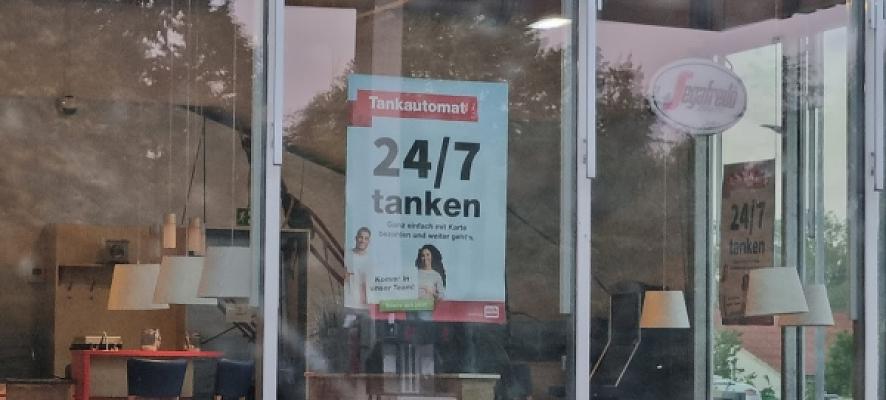 Tankautomat
24/7
tanken
Ganz einfach mit Karte
bezahlen und weiter geht's.
Komm in
unser Team!
Segafredo
24/7
tanken